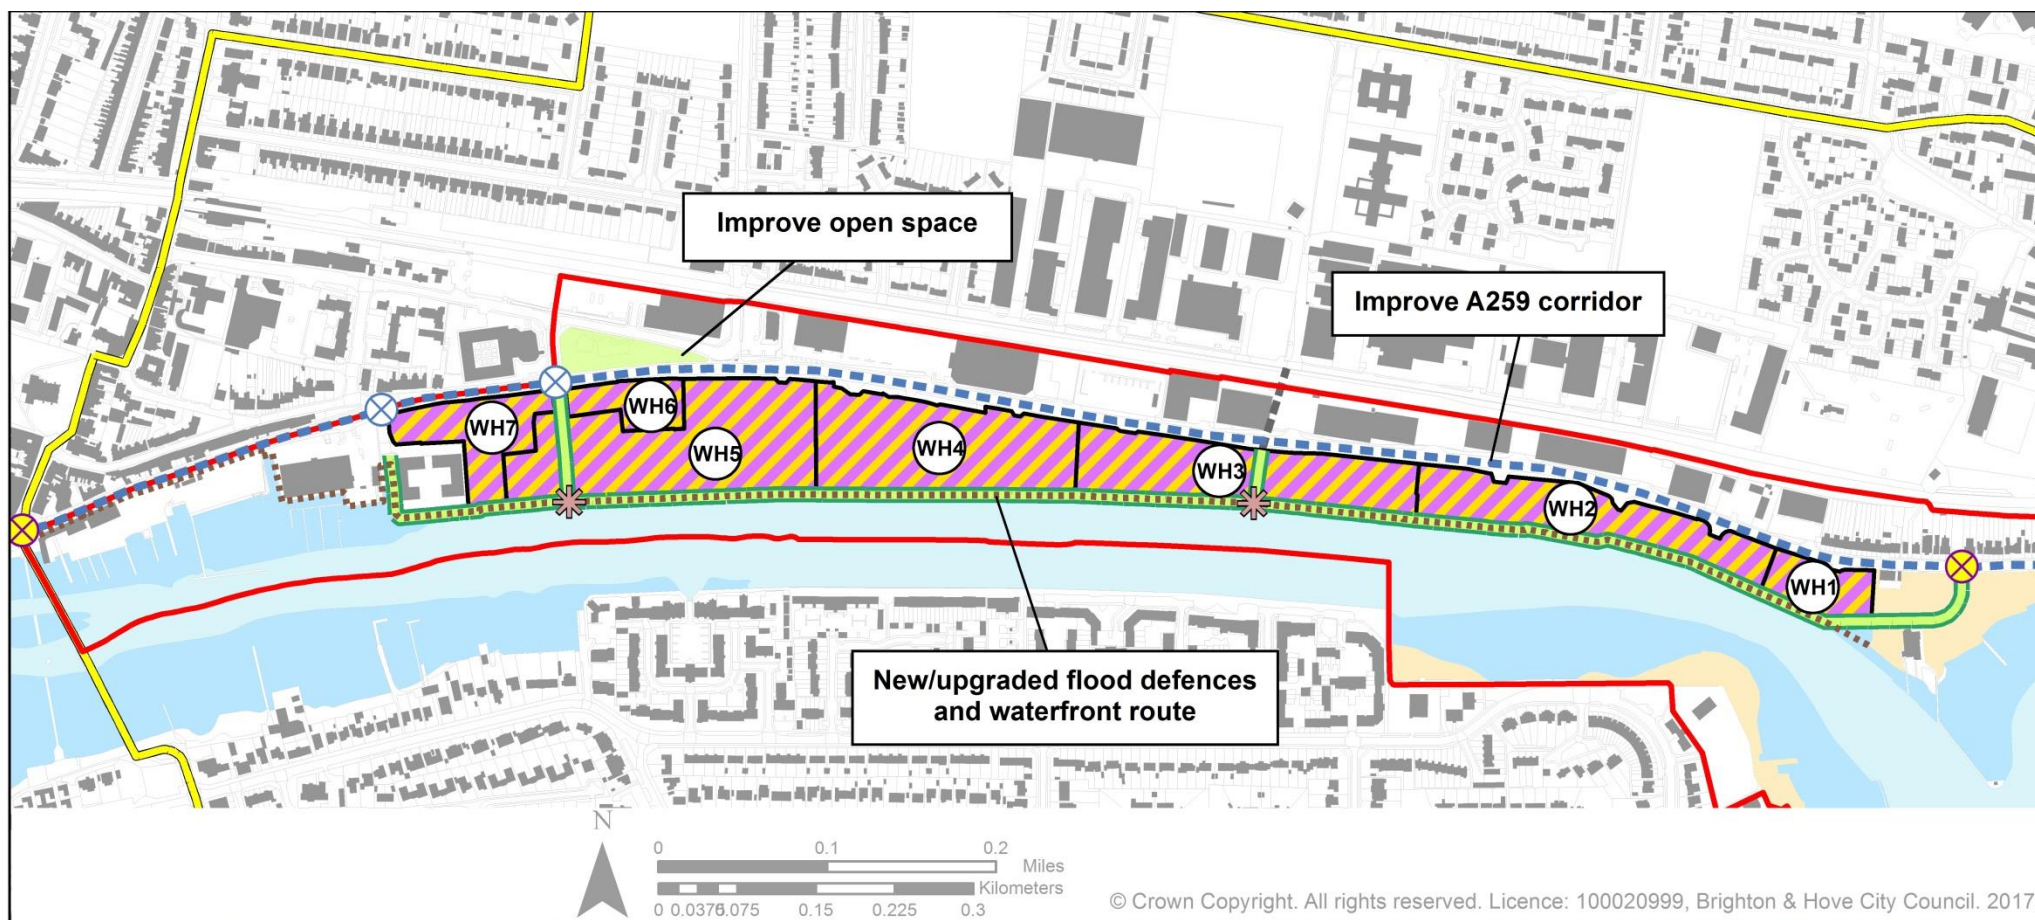 Improve open space
Improve A259 corridor
WH6
WH7
WH5
WH4
WH3
WH2
WH1
New/upgraded flood defences
and waterfront route
N
0 0.1 0.2
Miles
Kilometers
0 0.0375 0.075 0.15 0.225 0.3
© Crown Copyright. All rights reserved. Licence: 100020999, Brighton & Hove City Council. 2017